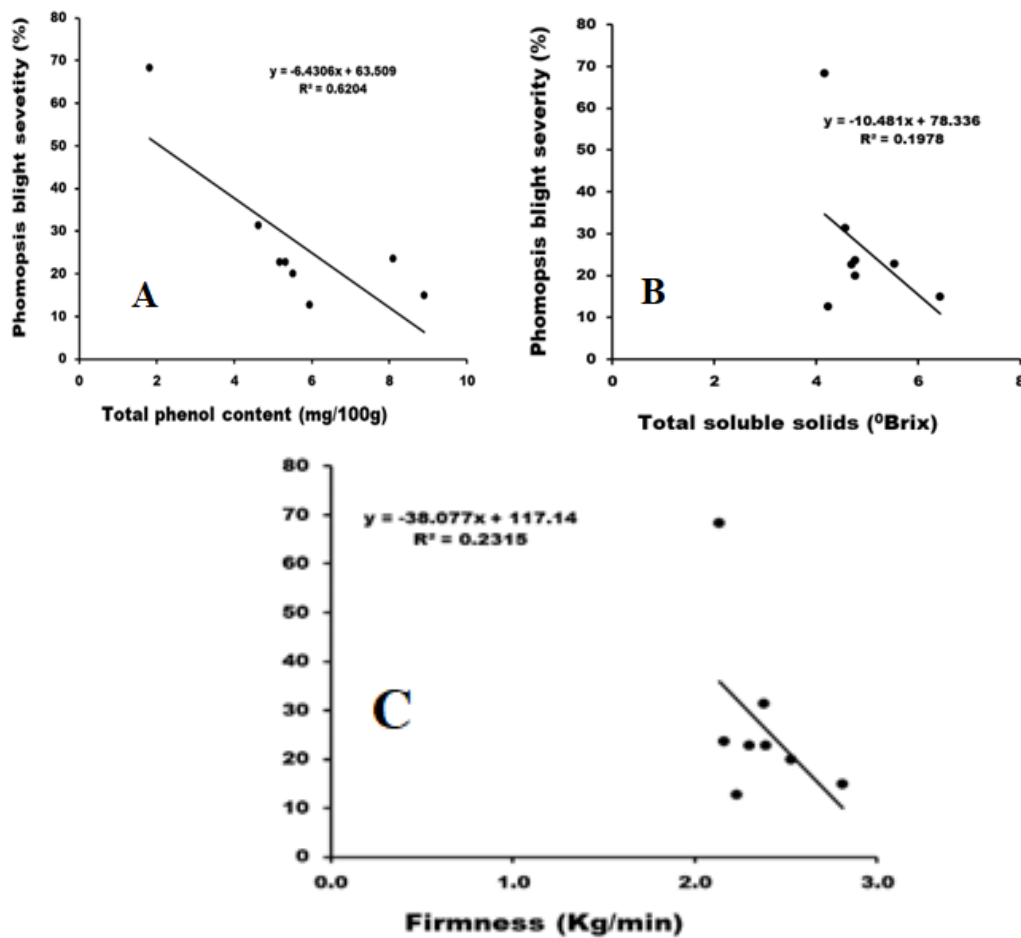 Phomopsis blight sevetity (%)
80
70
60
50
40
30
20
10
0
y = -6.4306x + 63.509
R² = 0.6204
A
0 2 4 6 8 10
Total phenol content (mg/100g)
Phomopsis blight severity (%)
80
70
60
50
40
30
20
10
0
y = -10.481x + 78.336
R² = 0.1978
B
0 2 4 6 8
Total soluble solids (⁰Brix)
80
70
60
50
40
30
20
10
0
y = -38.077x + 117.14
R² = 0.2315
C
0.0 1.0 2.0 3.0
Firmness (Kg/min)